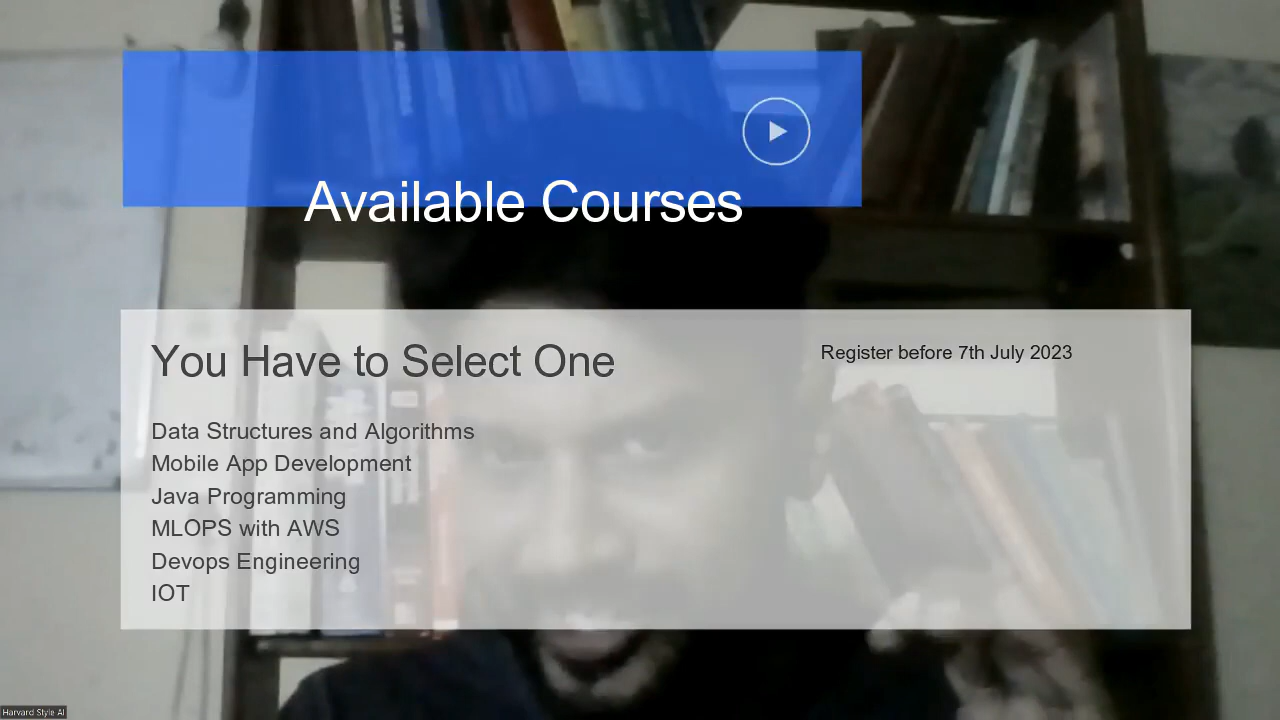 Available Courses
You Have to Select One
Register before 7th July 2023
Data Structures and Algorithms
Mobile App Development
Java Programming
MLOPS with AWS
Devops Engineering
IOT
Harvard Style AI